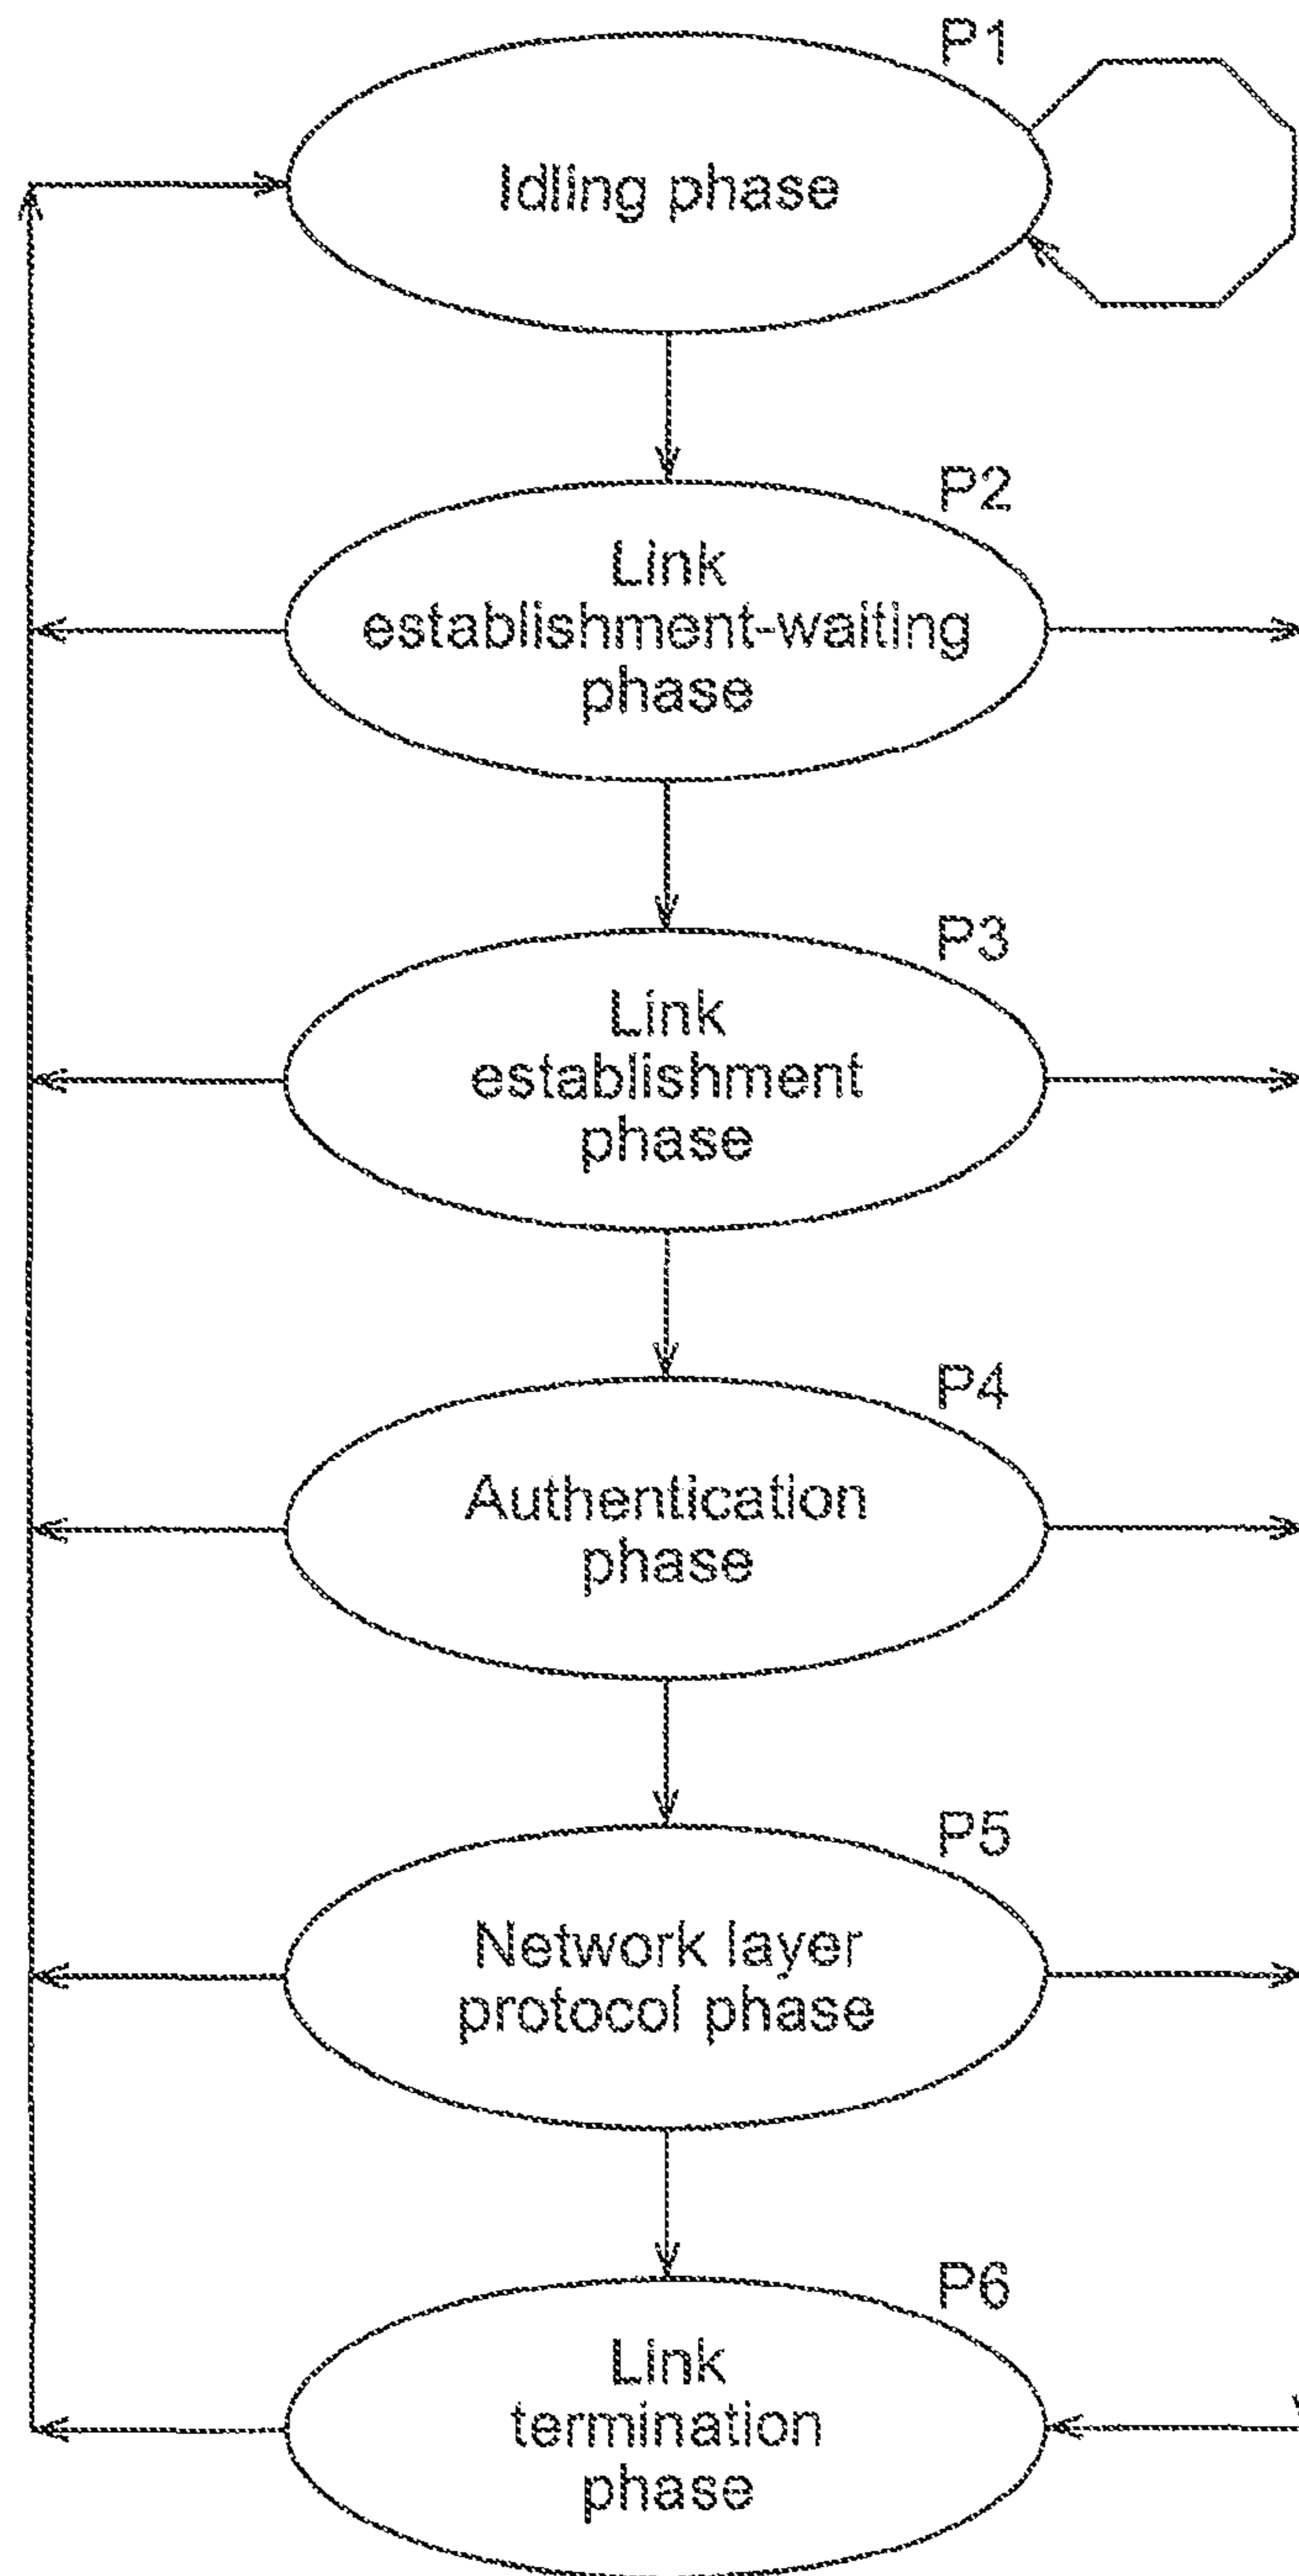 P1
Idling phase
P2
Link
establishment-waiting
phase
P3
Link
establishment
phase
P4
Authentication
phase
P5
Network layer
protocol phase
P6
Link
termination
phase